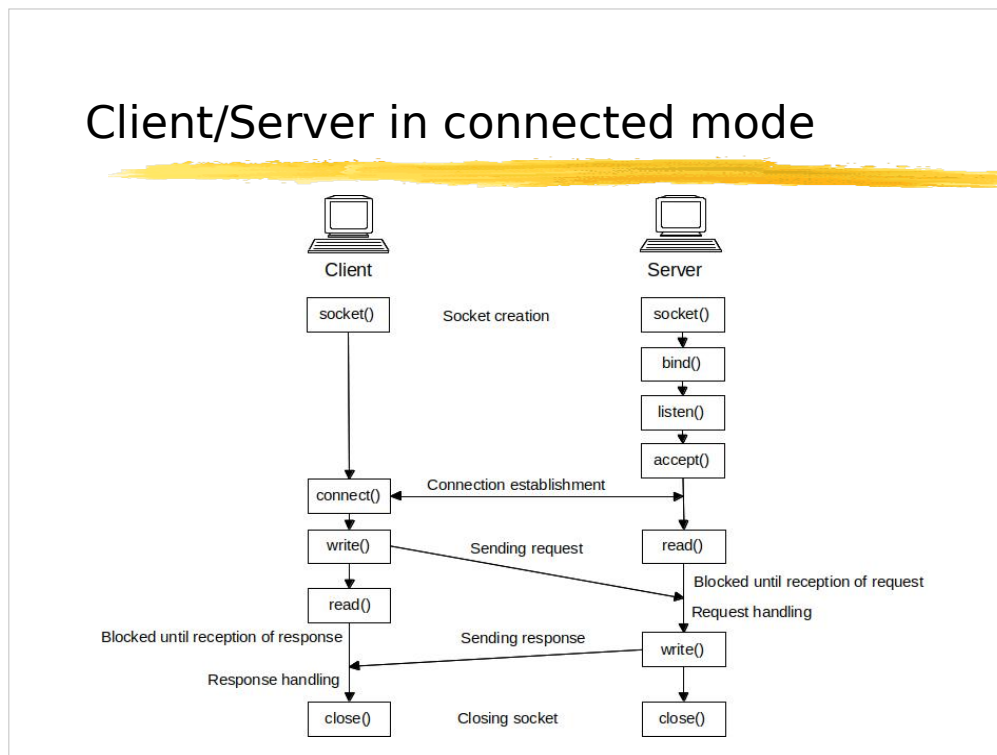 Client/Server in connected mode
Client
Server
socket()
Socket creation
socket()
bind()
listen()
accept()
Connection establishment
connect()
write()
Sending request
read()
Blocked until reception of request
read()
Request handling
Blocked until reception of response
Sending response
write()
Response handling
close()
Closing socket
close()